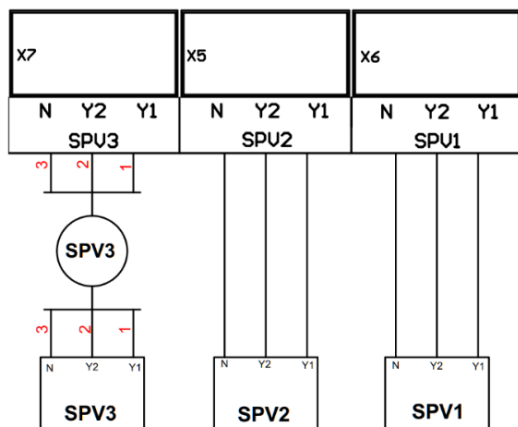 X7 X5 X6
N Y2 Y1 N Y2 Y1 N Y2 Y1
SPV3 SPV2 SPV1
3 2 1
SPV3
3 2 1
N Y2 Y1 N Y2 Y1 N Y2 Y1
SPV3 SPV2 SPV1